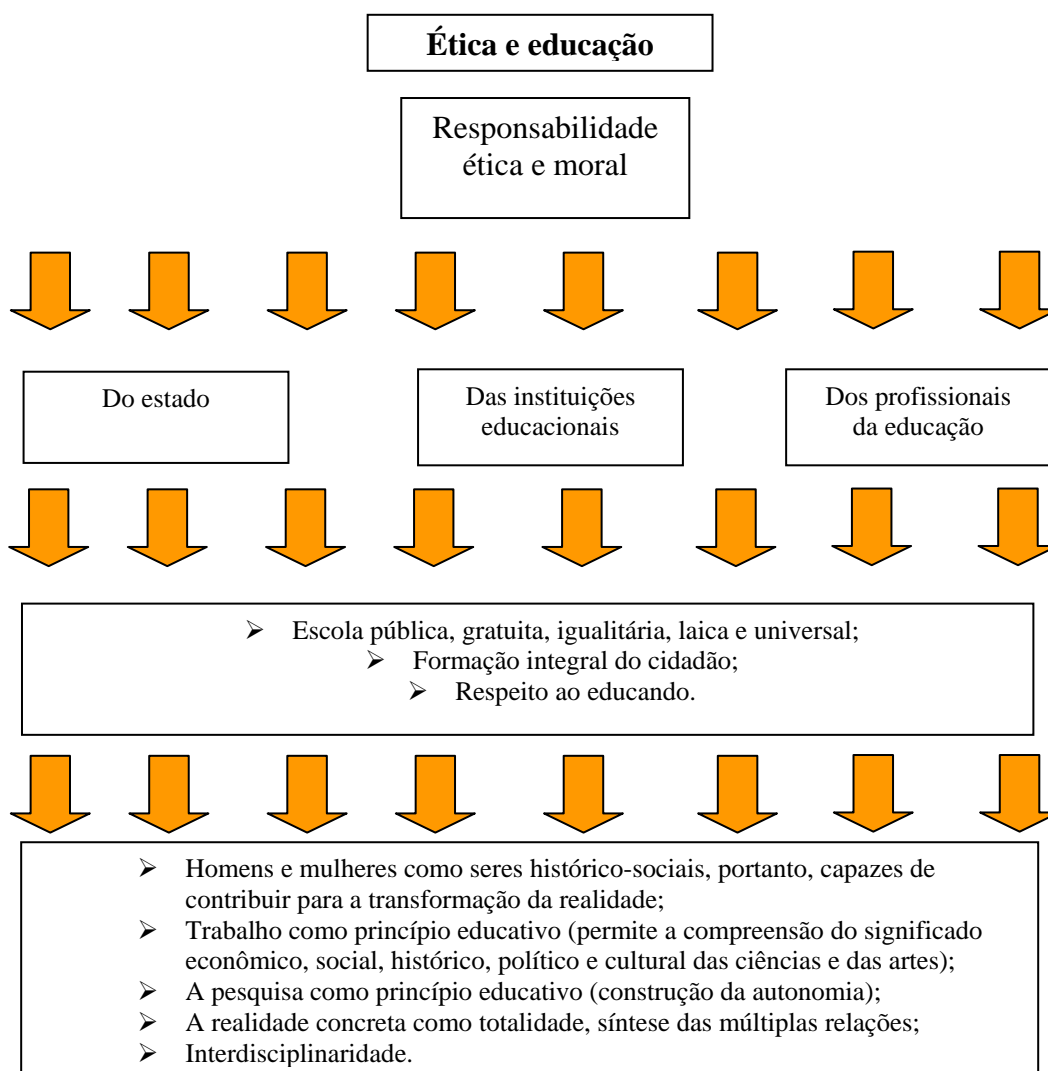 Ética e educação
Responsabilidade
ética e moral
Do estado
Das instituições
educacionais
Dos profissionais
da educação
➢ Escola pública, gratuita, igualitária, laica e universal;
➢ Formação integral do cidadão;
➢ Respeito ao educando.
➢ Homens e mulheres como seres histórico-sociais, portanto, capazes de
contribuir para a transformação da realidade;
➢ Trabalho como princípio educativo (permite a compreensão do significado
econômico, social, histórico, político e cultural das ciências e das artes);
➢ A pesquisa como princípio educativo (construção da autonomia);
➢ A realidade concreta como totalidade, síntese das múltiplas relações;
➢ Interdisciplinaridade.